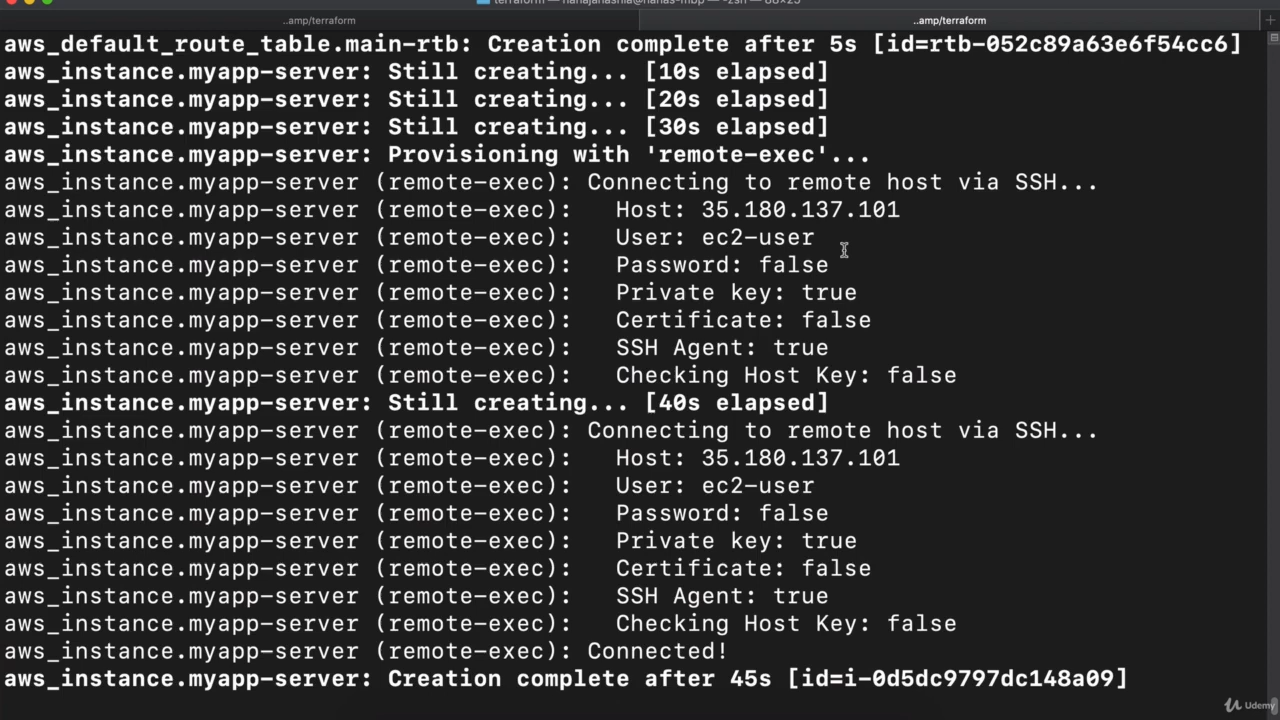 ..amp/terraform
..amp/terraform
aws_default_route_table.main-rtb: Creation complete after 5s [id=rtb-052c89a63e6f54cc6]
aws_instance.myapp-server: Still creating... [10s elapsed]
aws_instance.myapp-server: Still creating... [20s elapsed]
aws_instance.myapp-server: Still creating... [30s elapsed]
aws_instance.myapp-server: Provisioning with 'remote-exec'...
aws_instance.myapp-server (remote-exec): Connecting to remote host via SSH...
aws_instance.myapp-server (remote-exec):   Host: 35.180.137.101
aws_instance.myapp-server (remote-exec):   User: ec2-user
aws_instance.myapp-server (remote-exec):   Password: false
aws_instance.myapp-server (remote-exec):   Private key: true
aws_instance.myapp-server (remote-exec):   Certificate: false
aws_instance.myapp-server (remote-exec):   SSH Agent: true
aws_instance.myapp-server (remote-exec):   Checking Host Key: false
aws_instance.myapp-server: Still creating... [40s elapsed]
aws_instance.myapp-server (remote-exec): Connecting to remote host via SSH...
aws_instance.myapp-server (remote-exec):   Host: 35.180.137.101
aws_instance.myapp-server (remote-exec):   User: ec2-user
aws_instance.myapp-server (remote-exec):   Password: false
aws_instance.myapp-server (remote-exec):   Private key: true
aws_instance.myapp-server (remote-exec):   Certificate: false
aws_instance.myapp-server (remote-exec):   SSH Agent: true
aws_instance.myapp-server (remote-exec):   Checking Host Key: false
aws_instance.myapp-server (remote-exec): Connected!
aws_instance.myapp-server: Creation complete after 45s [id=i-0d5dc9797dc148a09]
Udemy